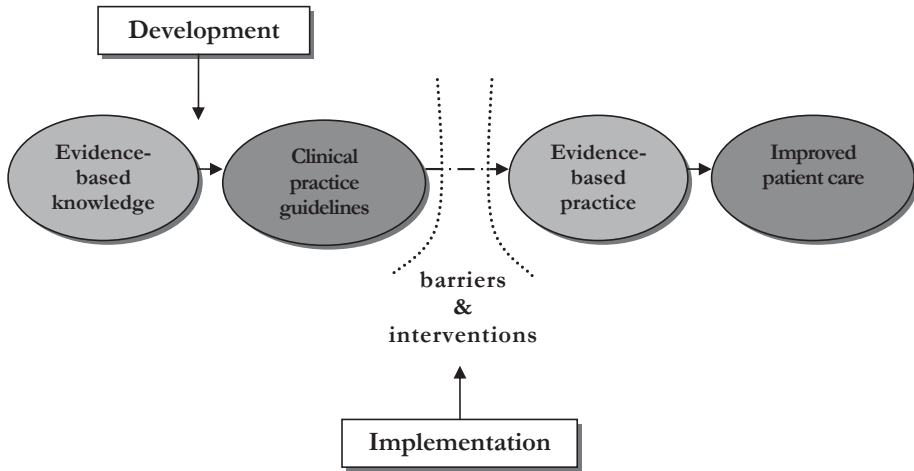 Development
Evidence-
based
knowledge
Clinical
practice
guidelines
Evidence-
based
practice
Improved
patient care
barriers
&
interventions
Implementation